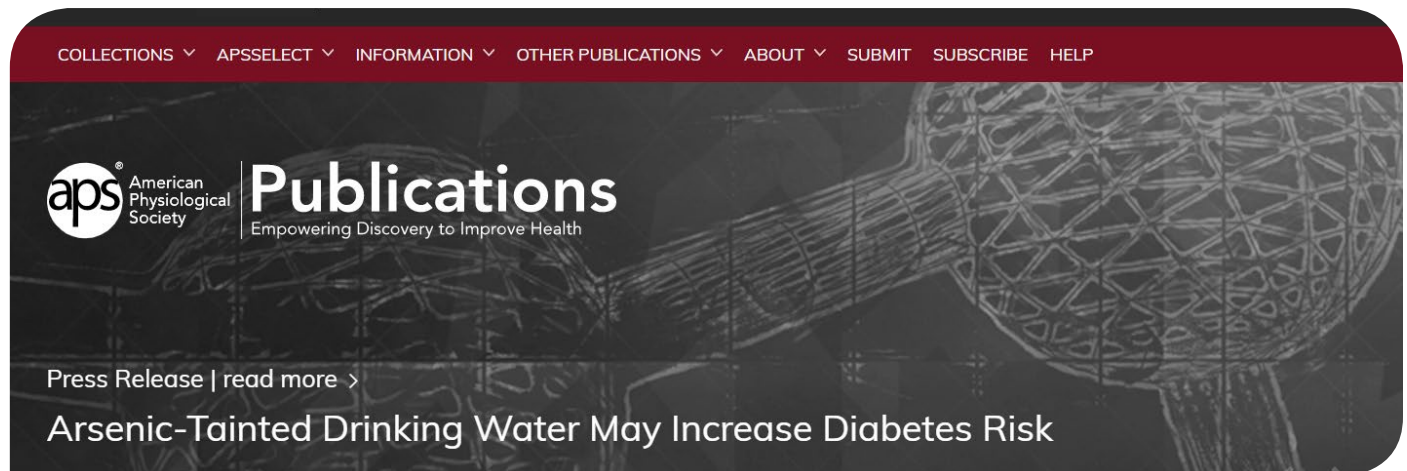 COLLECTIONS APSSELECT INFORMATION OTHER PUBLICATIONS ABOUT SUBMIT SUBSCRIBE HELP
aps®
American
Physiological
Society
Publications
Empowering Discovery to Improve Health
Press Release | read more >
Arsenic-Tainted Drinking Water May Increase Diabetes Risk